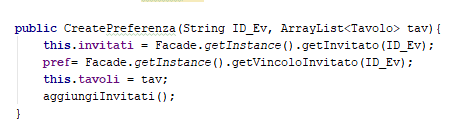 public CreatePreferenza(String ID_Ev, ArrayList<Tavolo> tav){
this.invitati = Facade.getInstance().getInvitato(ID_Ev);
pref= Facade.getInstance().getVincoloInvitato(ID_Ev);
this.tavoli = tav;
aggiungiInvitati();
}